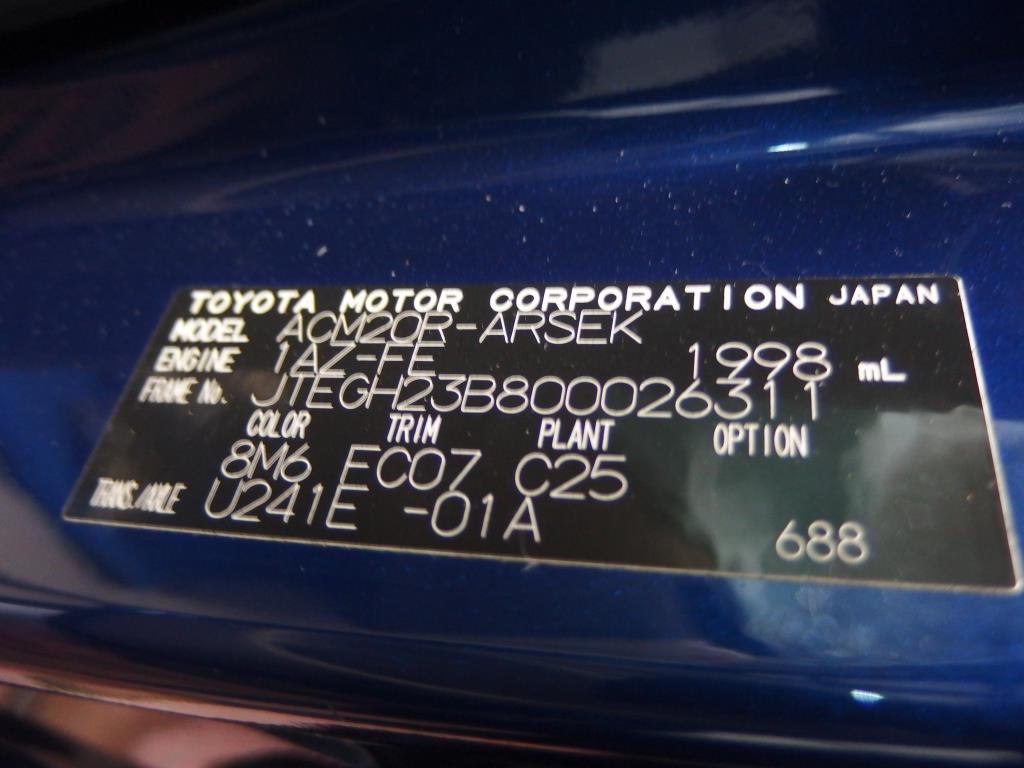 TOYOTA MOTOR CORPORATION JAPAN
MODEL ACM20R-ARSEK
ENGINE 1AZ-FE 1998 mL
FRAME No. JTEGH23B800026311
COLOR TRIM PLANT OPTION
8M6 EC07 C25
TRANS./AXLE U241E -01A
688